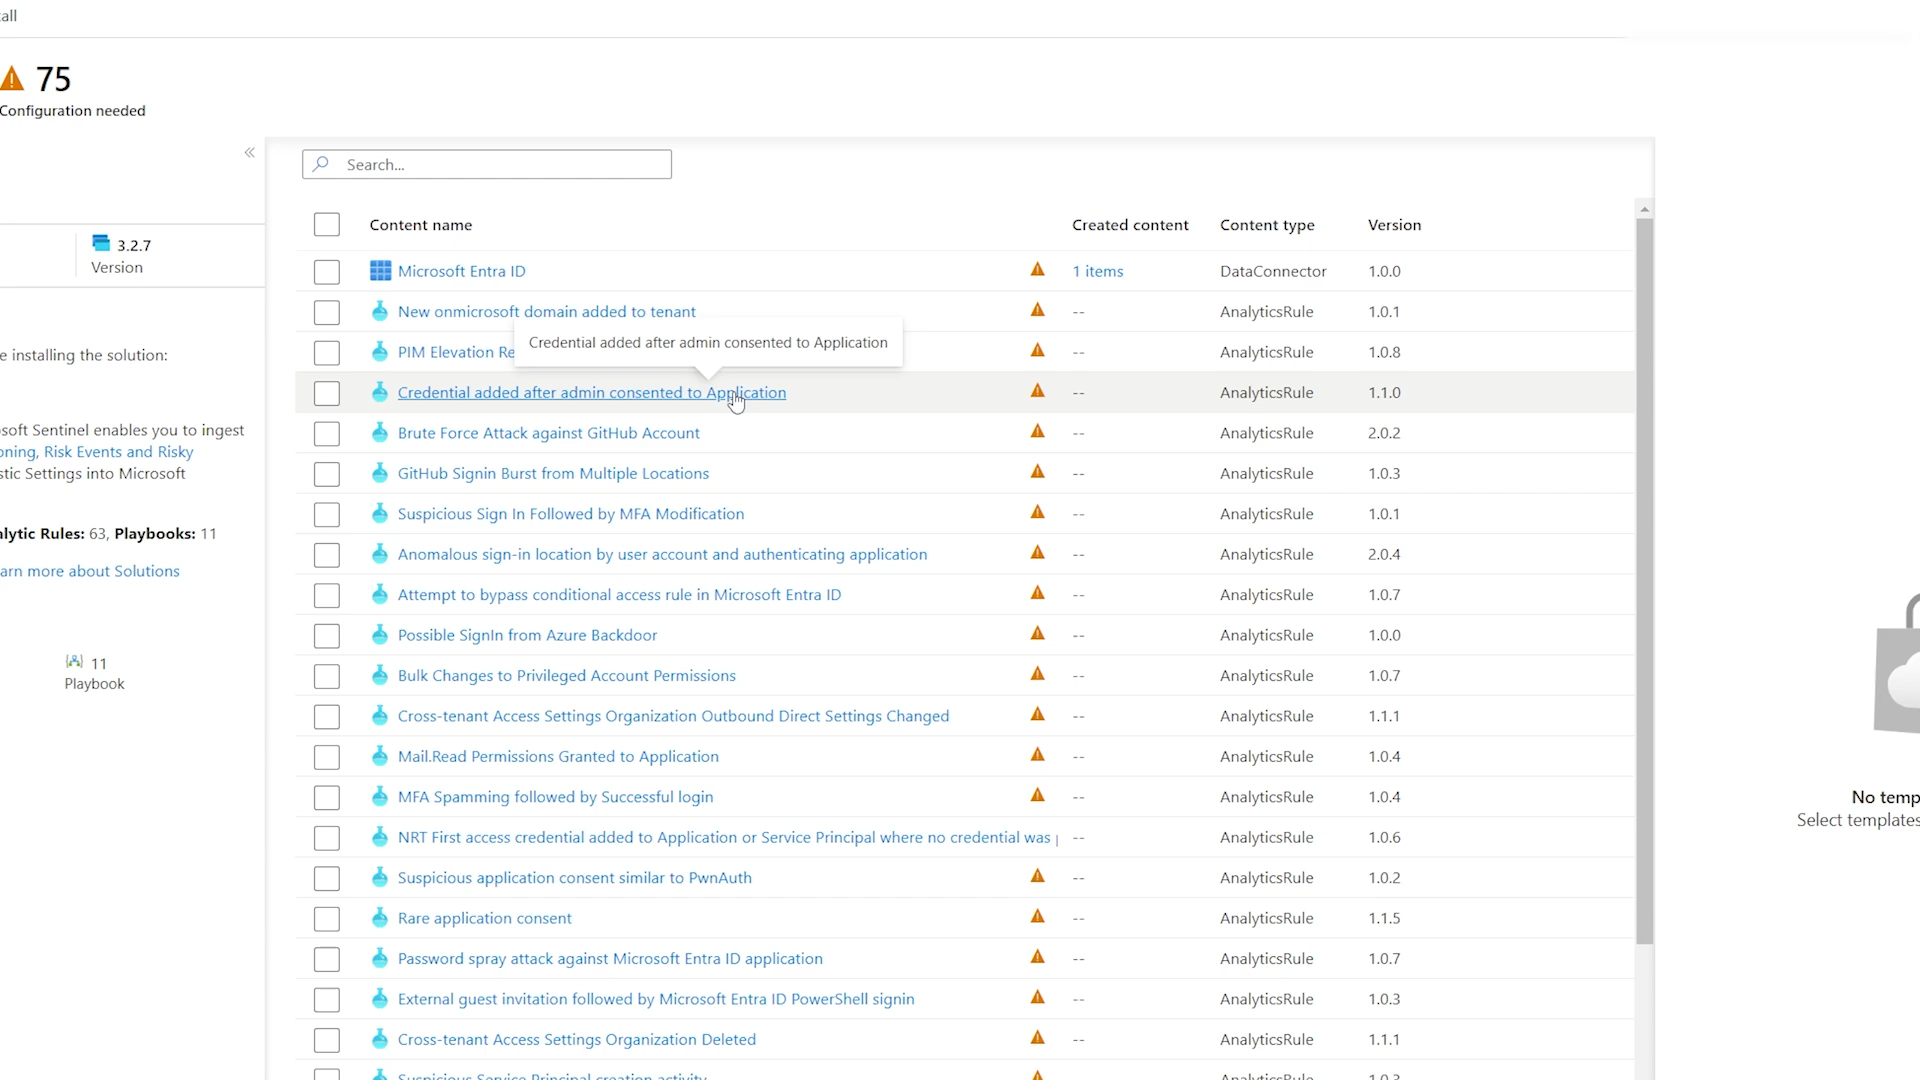 all
75
Configuration needed
Search...
3.2.7
Version
e installing the solution:
soft Sentinel enables you to ingest
oning, Risk Events and Risky
stic Settings into Microsoft
alytic Rules: 63, Playbooks: 11
arn more about Solutions
11
Playbook
Content name Created content Content type Version
Microsoft Entra ID 1 items DataConnector 1.0.0
New onmicrosoft domain added to tenant -- AnalyticsRule 1.0.1
Credential added after admin consented to Application
PIM Elevation Re -- AnalyticsRule 1.0.8
Credential added after admin consented to Application -- AnalyticsRule 1.1.0
Brute Force Attack against GitHub Account -- AnalyticsRule 2.0.2
GitHub Signin Burst from Multiple Locations -- AnalyticsRule 1.0.3
Suspicious Sign In Followed by MFA Modification -- AnalyticsRule 1.0.1
Anomalous sign-in location by user account and authenticating application -- AnalyticsRule 2.0.4
Attempt to bypass conditional access rule in Microsoft Entra ID -- AnalyticsRule 1.0.7
Possible SignIn from Azure Backdoor -- AnalyticsRule 1.0.0
Bulk Changes to Privileged Account Permissions -- AnalyticsRule 1.0.7
Cross-tenant Access Settings Organization Outbound Direct Settings Changed -- AnalyticsRule 1.1.1
Mail.Read Permissions Granted to Application -- AnalyticsRule 1.0.4
MFA Spamming followed by Successful login -- AnalyticsRule 1.0.4
NRT First access credential added to Application or Service Principal where no credential was -- AnalyticsRule 1.0.6
Suspicious application consent similar to PwnAuth -- AnalyticsRule 1.0.2
Rare application consent -- AnalyticsRule 1.1.5
Password spray attack against Microsoft Entra ID application -- AnalyticsRule 1.0.7
External guest invitation followed by Microsoft Entra ID PowerShell signin -- AnalyticsRule 1.0.3
Cross-tenant Access Settings Organization Deleted -- AnalyticsRule 1.1.1
Suspicious Service Principal creation activity -- AnalyticsRule 1.0.3
No temp
Select templates